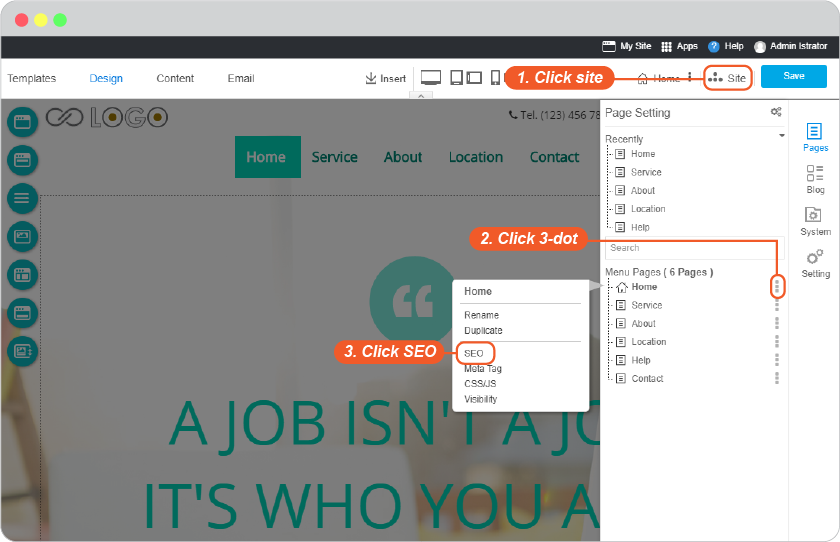 My Site Apps Help Admin Istrator
Templates Design Content Email Insert 1. Click site Home Site Save
LOGO
Tel. (123) 456 78
Home Service About Location Contact
Page Setting
Recently
Home
Service
About
Location
Help
2. Click 3-dot
Search
Menu Pages ( 6 Pages )
Home
Service
About
Location
Help
Contact
Pages
Blog
System
Setting
Home
Rename
Duplicate
3. Click SEO
SEO
Meta Tag
CSS/JS
Visibility
A JOB ISN'T A JO
IT'S WHO YOU A